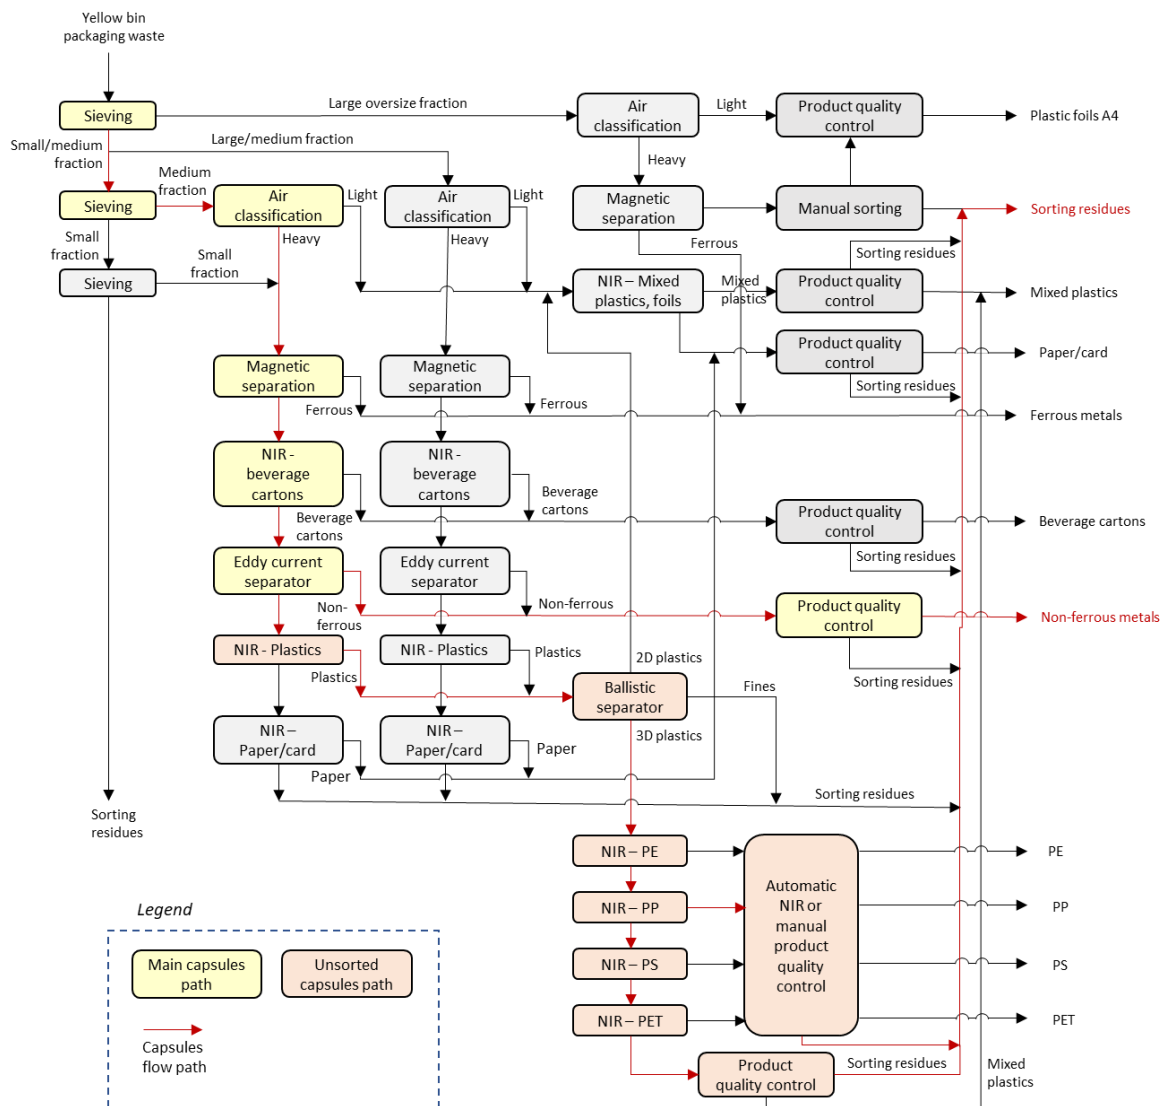 Yellow bin
packaging waste
Sieving
Large oversize fraction
Air
classification
Light
Product quality
control
Plastic foils A4
Small/medium
fraction
Large/medium fraction
Heavy
Sieving
Medium
fraction
Air
classification
Light
Air
classification
Light
Magnetic
separation
Manual sorting
Sorting residues
Small
fraction
Heavy
Heavy
Ferrous
Sorting residues
Sieving
Small
fraction
NIR – Mixed
plastics, foils
Mixed
plastics
Product quality
control
Mixed plastics
Product quality
control
Paper/card
Magnetic
separation
Magnetic
separation
Sorting residues
Ferrous
Ferrous
Ferrous metals
NIR -
beverage
cartons
NIR -
beverage
cartons
Beverage
cartons
Beverage
cartons
Product quality
control
Beverage cartons
Eddy current
separator
Eddy current
separator
Sorting residues
Non-
ferrous
Non-ferrous
Product quality
control
Non-ferrous metals
NIR - Plastics
NIR - Plastics
Plastics
Plastics
2D plastics
Ballistic
separator
Fines
Sorting residues
3D plastics
NIR –
Paper/card
NIR –
Paper/card
Paper
Paper
Sorting residues
Sorting
residues
NIR – PE
NIR – PP
NIR – PS
NIR – PET
Automatic
NIR or
manual
product
quality
control
PE
PP
PS
PET
Product
quality control
Sorting residues
Mixed
plastics
Legend
Main capsules
path
Unsorted
capsules path
Capsules
flow path